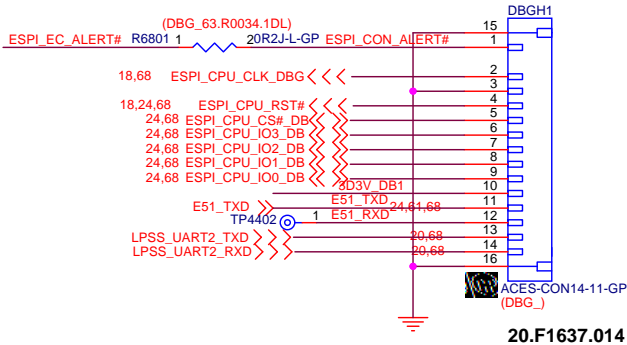 DBGH1
(DBG_63.R0034.1DL)
15
ESPI_EC_ALERT# R6801 1 20R2J-L-GP ESPI_CON_ALERT# 1
18,68 ESPI_CPU_CLK_DBG 2
3
18,24,68 ESPI_CPU_RST# 4
24,68 ESPI_CPU_CS#_DB 5
24,68 ESPI_CPU_IO3_DB 6
24,68 ESPI_CPU_IO2_DB 7
24,68 ESPI_CPU_IO1_DB 8
24,68 ESPI_CPU_IO0_DB 9
3D3V_DB1 10
E51_TXD E51_TXD 24,61,68 11
TP4402 1 E51_RXD 12
LPSS_UART2_TXD 20,68 13
LPSS_UART2_RXD 20,68 14
16
ACES-CON14-11-GP
(DBG_)
20.F1637.014